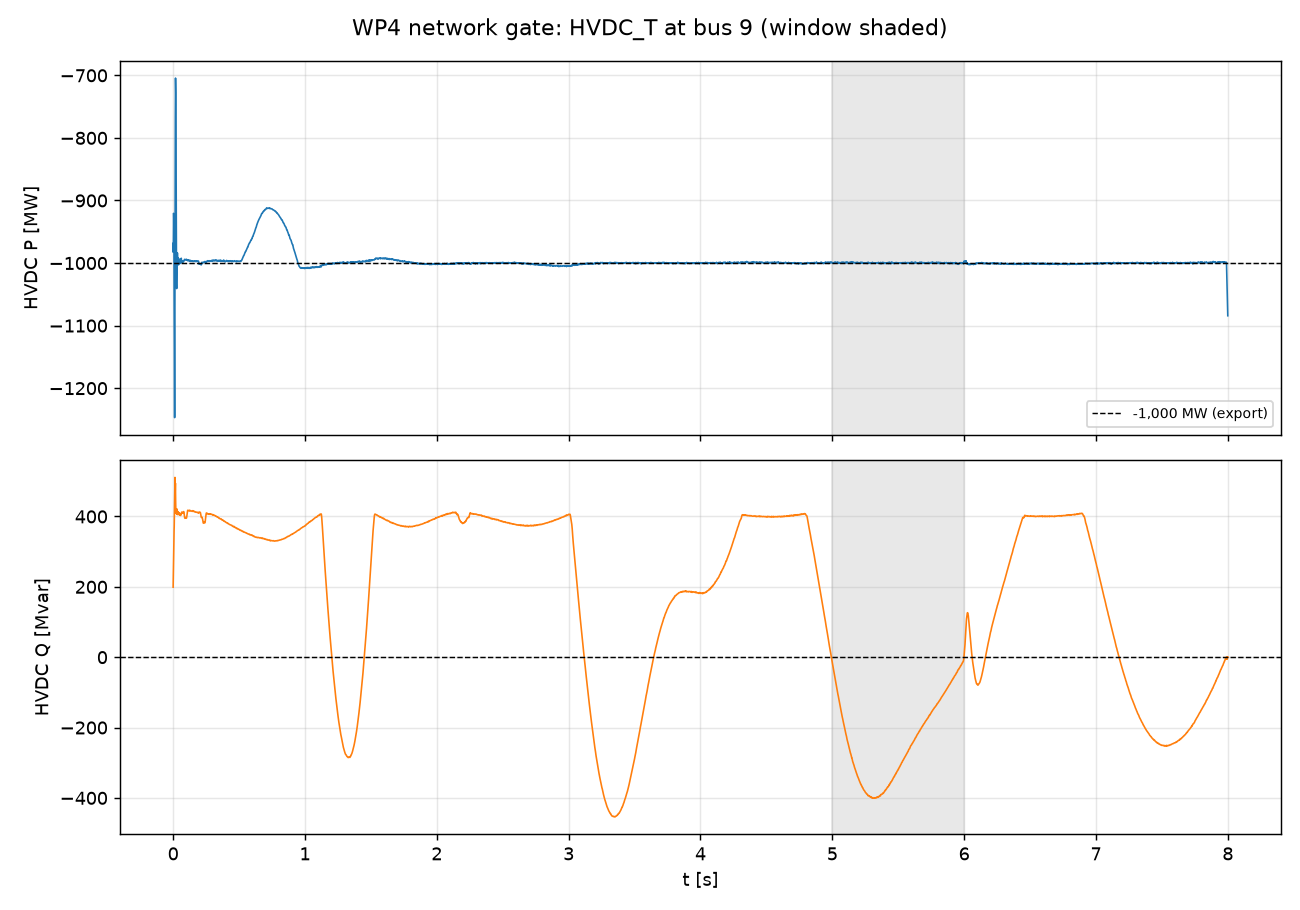 WP4 network gate: HVDC_T at bus 9 (window shaded)
HVDC P [MW]
−700
−800
−900
−1000
−1100
−1200
-1,000 MW (export)
HVDC Q [Mvar]
400
200
0
−200
−400
0 1 2 3 4 5 6 7 8
t [s]